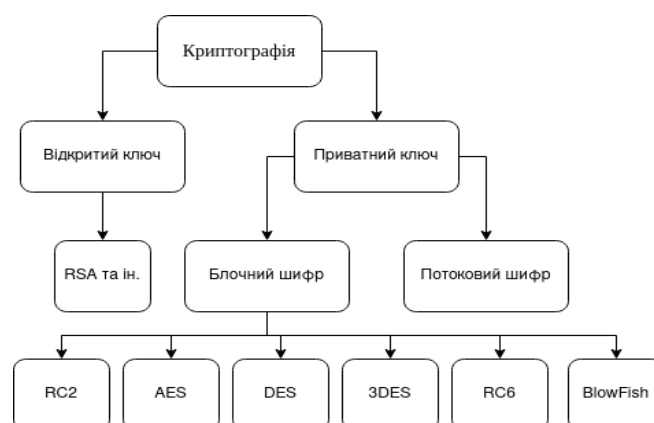 Криптографія
Відкритий ключ
Приватний ключ
RSA та ін.
Блочний шифр
Потоковий шифр
RC2
AES
DES
3DES
RC6
BlowFish